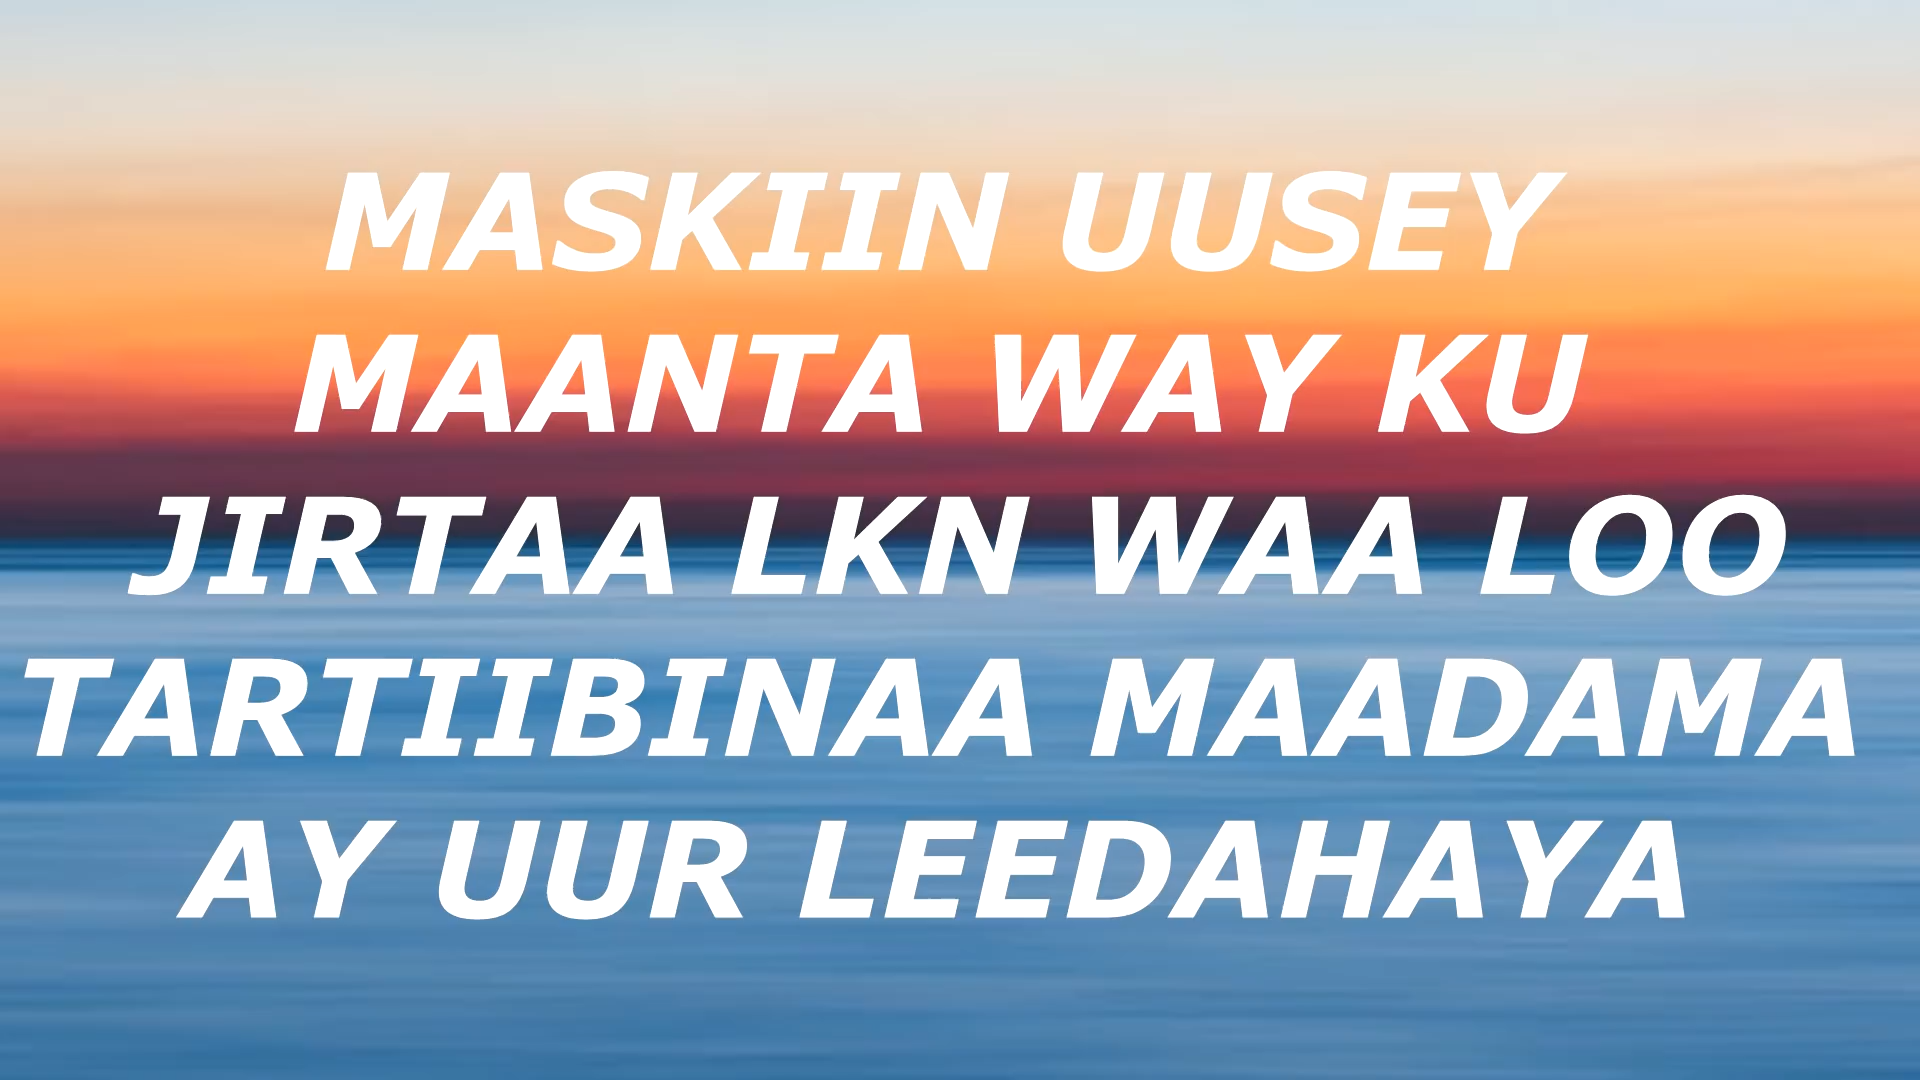 MASKIIN UUSEY
MAANTA WAY KU
JIRTAA LKN WAA LOO
TARTIIBINAA MAADAMA
AY UUR LEEDAHAYA